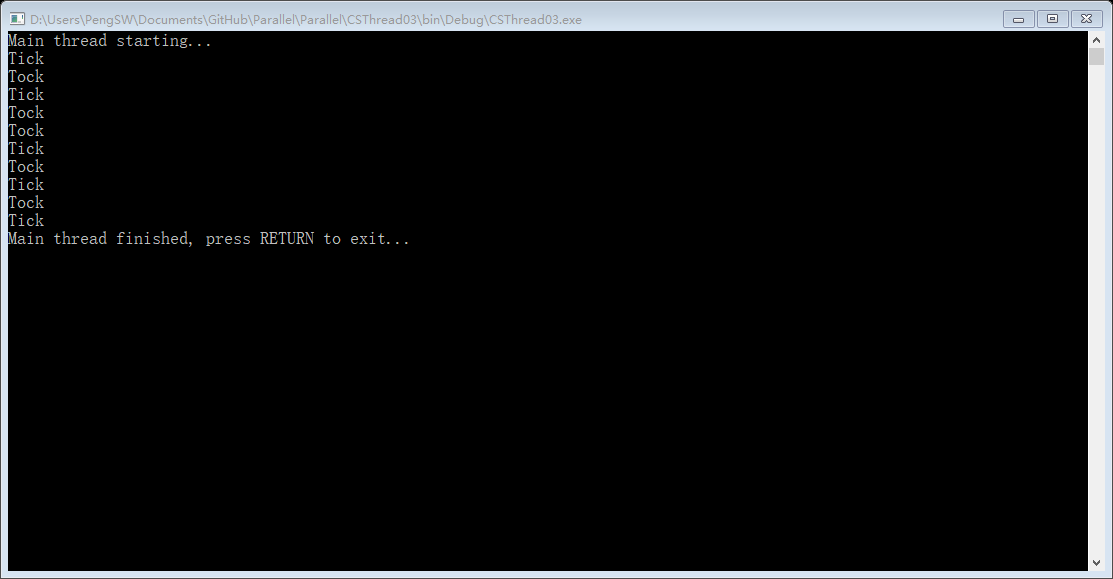 D:\Users\PengSW\Documents\GitHub\Parallel\Parallel\CSThread03\bin\Debug\CSThread03.exe
Main thread starting...
Tick
Tock
Tick
Tock
Tock
Tick
Tock
Tick
Tock
Tick
Main thread finished, press RETURN to exit...